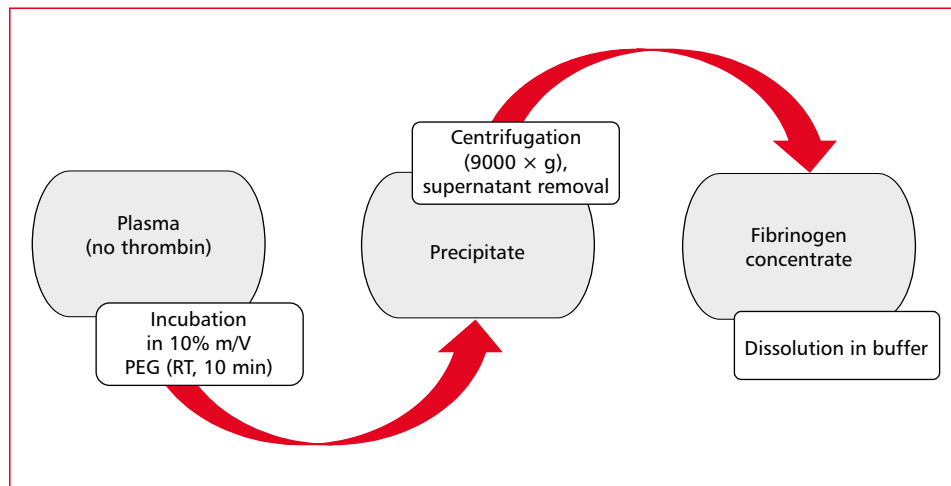 Plasma
(no thrombin)
Incubation
in 10% m/V
PEG (RT, 10 min)
Centrifugation
(9000 × g),
supernatant removal
Precipitate
Fibrinogen
concentrate
Dissolution in buffer